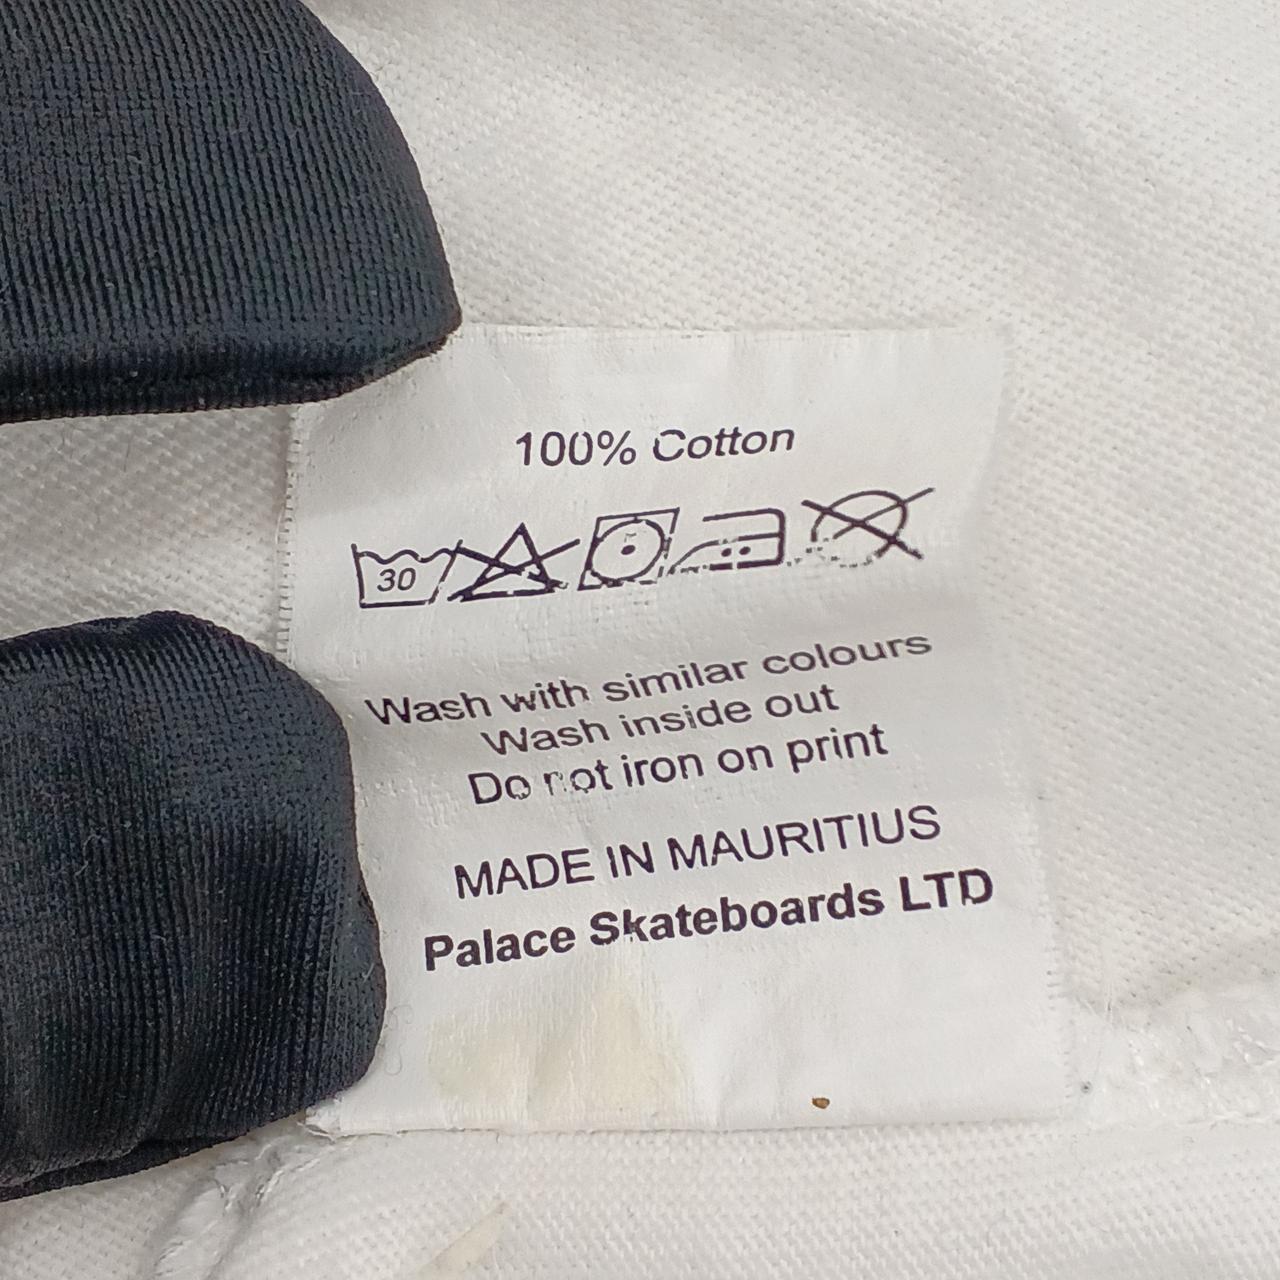 100% Cotton
30
Wash with similar colours
Wash inside out
Do not iron on print
MADE IN MAURITIUS
Palace Skateboards LTD